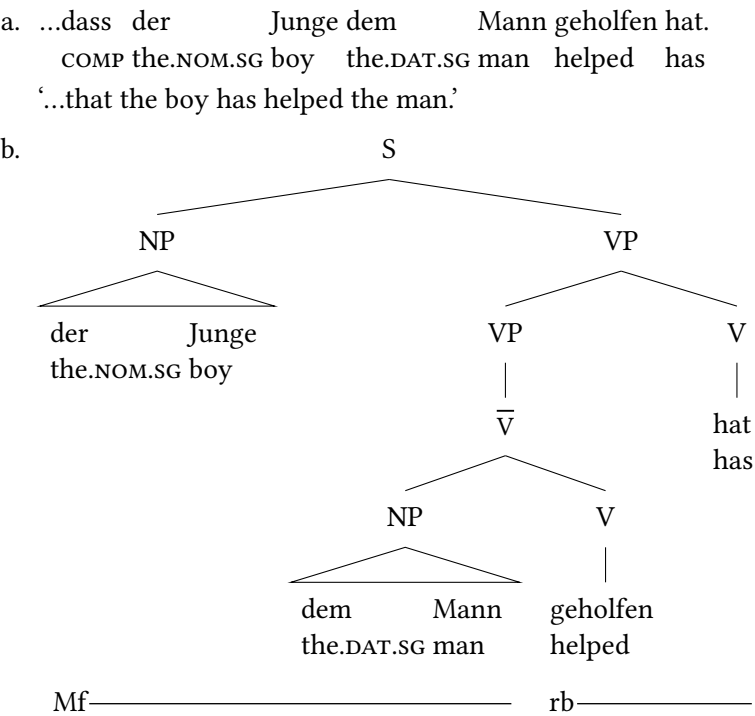 a. …dass der Junge dem Mann geholfen hat.
COMP the.NOM.SG boy the.DAT.SG man helped has
‘…that the boy has helped the man.’
b. S
NP VP
der Junge VP V
the.NOM.SG boy
V̅ hat
has
NP V
dem Mann geholfen
the.DAT.SG man helped
Mf rb